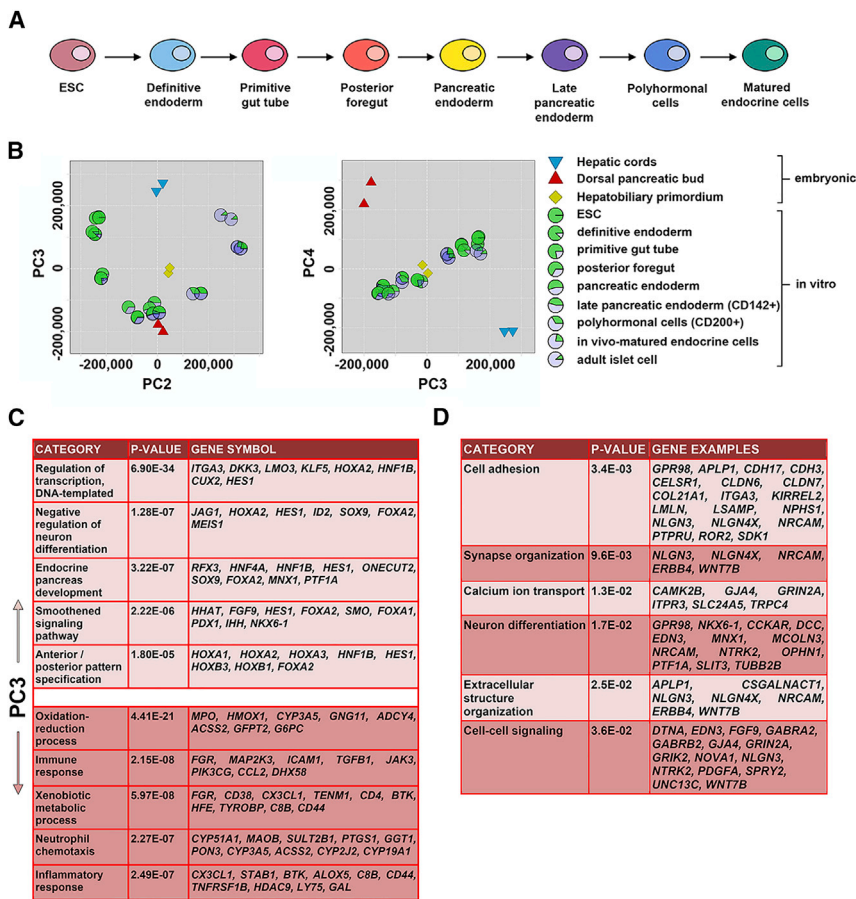 A
ESC
Definitive
endoderm
Primitive
gut tube
Posterior
foregut
Pancreatic
endoderm
Late
pancreatic
endoderm
Polyhormonal
cells
Matured
endocrine cells
B
PC3
200,000
0
-200,000
-200,000 0 200,000
PC2
PC4
200,000
0
-200,000
-200,000 0 200,000
PC3
Hepatic cords
Dorsal pancreatic bud
Hepatobiliary primordium
embryonic
ESC
definitive endoderm
primitive gut tube
posterior foregut
pancreatic endoderm
late pancreatic endoderm (CD142+)
polyhormonal cells (CD200+)
in vivo-matured endocrine cells
adult islet cell
in vitro
C
PC3
CATEGORY P-VALUE GENE SYMBOL
Regulation of transcription, DNA-templated 6.90E-34 ITGA3, DKK3, LMO3, KLF5, HOXA2, HNF1B, CUX2, HES1
Negative regulation of neuron differentiation 1.28E-07 JAG1, HOXA2, HES1, ID2, SOX9, FOXA2, MEIS1
Endocrine pancreas development 3.22E-07 RFX3, HNF4A, HNF1B, HES1, ONECUT2, SOX9, FOXA2, MNX1, PTF1A
Smoothened signaling pathway 2.22E-06 HHAT, FGF9, HES1, FOXA2, SMO, FOXA1, PDX1, IHH, NKX6-1
Anterior / posterior pattern specification 1.80E-05 HOXA1, HOXA2, HOXA3, HNF1B, HES1, HOXB3, HOXB1, FOXA2
Oxidation-reduction process 4.41E-21 MPO, HMOX1, CYP3A5, GNG11, ADCY4, ACSS2, GFPT2, G6PC
Immune response 2.15E-08 FGR, MAP2K3, ICAM1, TGFB1, JAK3, PIK3CG, CCL2, DHX58
Xenobiotic metabolic process 5.97E-08 FGR, CD38, CX3CL1, TENM1, CD4, BTK, HFE, TYROBP, C8B, CD44
Neutrophil chemotaxis 2.27E-07 CYP51A1, MAOB, SULT2B1, PTGS1, GGT1, PON3, CYP3A5, ACSS2, CYP2J2, CYP19A1
Inflammatory response 2.49E-07 CX3CL1, STAB1, BTK, ALOX5, C8B, CD44, TNFRSF1B, HDAC9, LY75, GAL
D
CATEGORY P-VALUE GENE EXAMPLES
Cell adhesion 3.4E-03 GPR98, APLP1, CDH17, CDH3, CELSR1, CLDN6, CLDN7, COL21A1, ITGA3, KIRREL2, LMLN, LSAMP, NPHS1, NLGN3, NLGN4X, NRCAM, PTPRU, ROR2, SDK1
Synapse organization 9.6E-03 NLGN3, NLGN4X, NRCAM, ERBB4, WNT7B
Calcium ion transport 1.3E-02 CAMK2B, GJA4, GRIN2A, ITPR3, SLC24A5, TRPC4
Neuron differentiation 1.7E-02 GPR98, NKX6-1, CCKAR, DCC, EDN3, MNX1, MCOLN3, NRCAM, NTRK2, OPHN1, PTF1A, SLIT3, TUBB2B
Extracellular structure organization 2.5E-02 APLP1, CSGALNACT1, NLGN3, NLGN4X, NRCAM, ERBB4, WNT7B
Cell-cell signaling 3.6E-02 DTNA, EDN3, FGF9, GABRA2, GABRB2, GJA4, GRIN2A, GRIK2, NOVA1, NLGN3, NTRK2, PDGFA, SPRY2, UNC13C, WNT7B